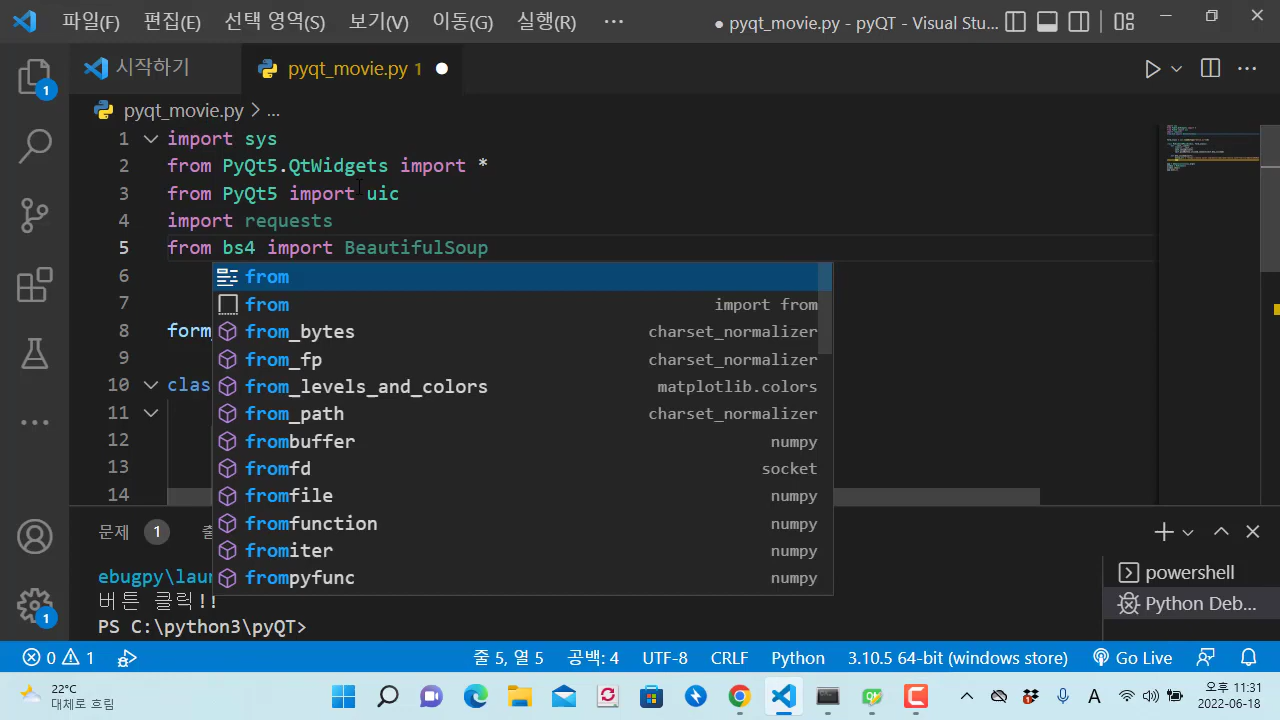 파일(F) 편집(E) 선택 영역(S) 보기(V) 이동(G) 실행(R) ··· ● pyqt_movie.py - pyQT - Visual Stu...
시작하기 pyqt_movie.py 1 ●
pyqt_movie.py > ...
1 import sys
2 from PyQt5.QtWidgets import *
3 from PyQt5 import uic
4 import requests
5 from bs4 import BeautifulSoup
6 from
7 from import from
from_bytes charset_normalizer
8 form_
9 from_fp charset_normalizer
10 clas from_levels_and_colors matplotlib.colors
11 from_path charset_normalizer
12 frombuffer numpy
13 fromfd socket
14 fromfile numpy
fromfunction numpy
fromiter numpy
frompyfunc numpy
문제 1
ebugpy\lau
버튼 클릭!!
PS C:\python3\pyQT>
powershell
Python Deb...
0 1 줄 5, 열 5 공백: 4 UTF-8 CRLF Python 3.10.5 64-bit (windows store) Go Live
22°C
대체로 흐림
A
오후 11:31
2022-06-18
1
1